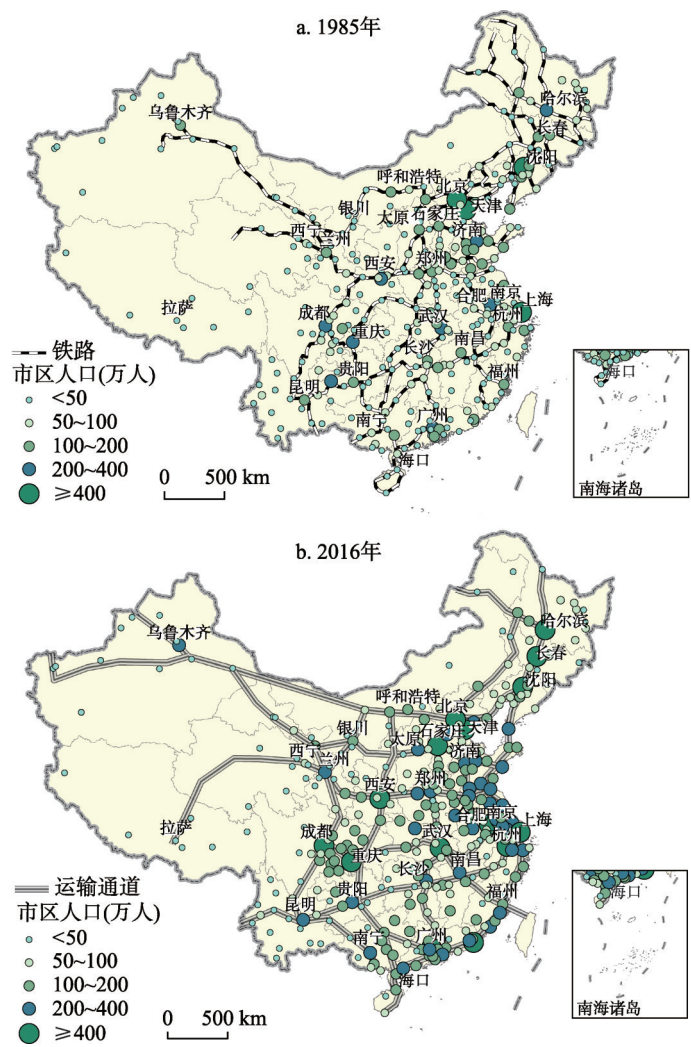 a. 1985年
乌鲁木齐
哈尔滨
长春
沈阳
呼和浩特
北京
天津
银川
太原
石家庄
济南
西宁
兰州
西安
郑州
拉萨
成都
重庆
武汉
合肥
南京
上海
杭州
长沙
南昌
贵阳
昆明
福州
南宁
广州
海口
铁路
市区人口(万人)
<50
50~100
100~200
200~400
≥400
0 500 km
海口
南海诸岛
b. 2016年
乌鲁木齐
哈尔滨
长春
沈阳
呼和浩特
北京
天津
银川
太原
石家庄
济南
西宁
兰州
西安
郑州
拉萨
成都
重庆
武汉
合肥
南京
上海
杭州
长沙
南昌
贵阳
昆明
福州
南宁
广州
海口
运输通道
市区人口(万人)
<50
50~100
100~200
200~400
≥400
0 500 km
海口
南海诸岛